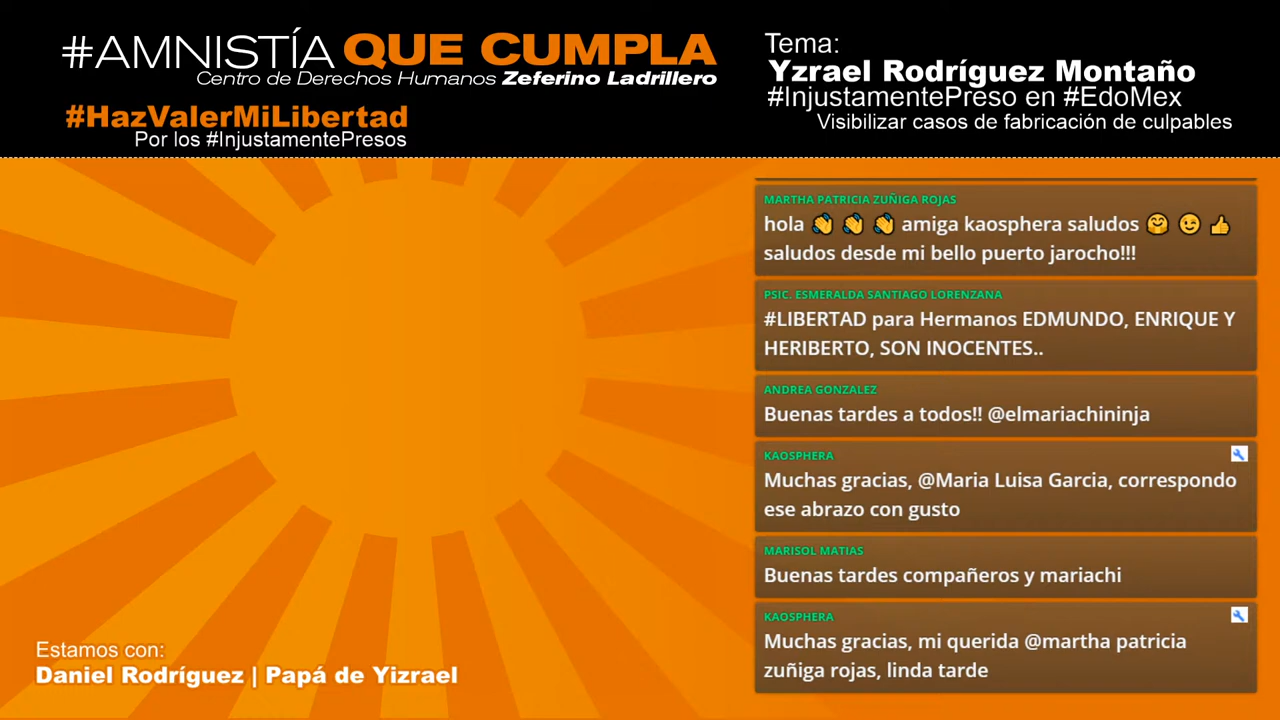 #AMNISTÍA QUE CUMPLA
Centro de Derechos Humanos Zeferino Ladrillero
#HazValerMiLibertad
Por los #InjustamentePresos
Tema:
Yzrael Rodríguez Montaño
#InjustamentePreso en #EdoMex
Visibilizar casos de fabricación de culpables
MARTHA PATRICIA ZUÑIGA ROJAS
hola 👏 👏 👏 amiga kaosphera saludos 🤗 😉 👍
saludos desde mi bello puerto jarocho!!!
PSIC. ESMERALDA SANTIAGO LORENZANA
#LIBERTAD para Hermanos EDMUNDO, ENRIQUE Y
HERIBERTO, SON INOCENTES..
ANDREA GONZALEZ
Buenas tardes a todos!! @elmariachininja
KAOSPHERA
Muchas gracias, @Maria Luisa Garcia, correspondo
ese abrazo con gusto
MARISOL MATIAS
Buenas tardes compañeros y mariachi
KAOSPHERA
Muchas gracias, mi querida @martha patricia
zuñiga rojas, linda tarde
Estamos con:
Daniel Rodríguez | Papá de Yizrael